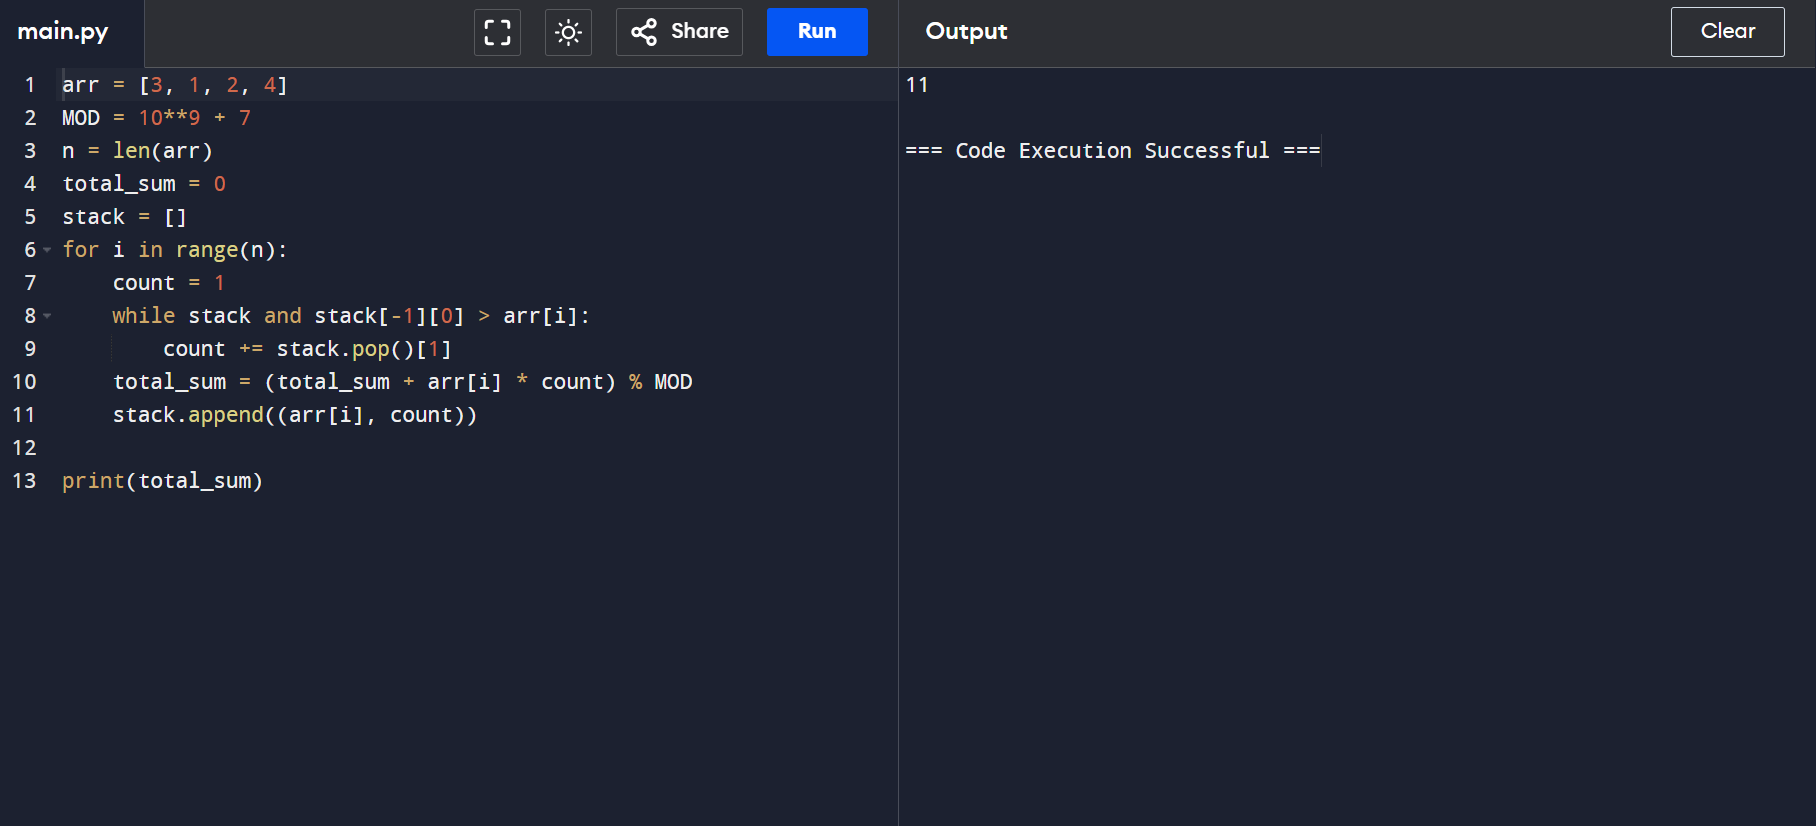 main.py
Share
Run
Output
Clear
1 arr = [3, 1, 2, 4]
2 MOD = 10**9 + 7
3 n = len(arr)
4 total_sum = 0
5 stack = []
6 for i in range(n):
7     count = 1
8     while stack and stack[-1][0] > arr[i]:
9         count += stack.pop()[1]
10     total_sum = (total_sum + arr[i] * count) % MOD
11     stack.append((arr[i], count))
12
13 print(total_sum)
11
=== Code Execution Successful ===